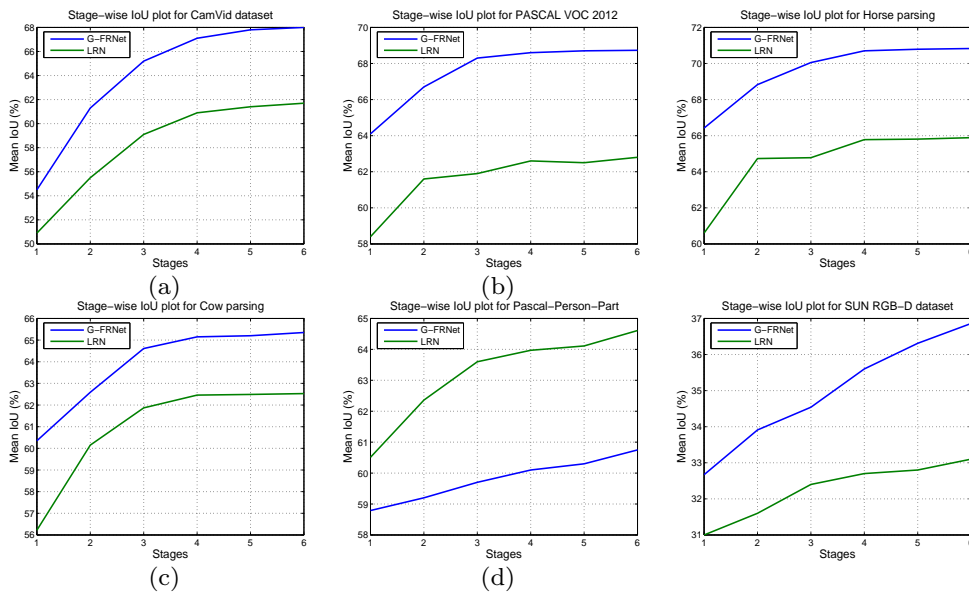 Stage-wise IoU plot for CamVid dataset
G-FRNet
LRN
Mean IoU (%)
68
66
64
62
60
58
56
54
52
50
1 2 3 4 5 6
Stages
(a)
Stage-wise IoU plot for PASCAL VOC 2012
G-FRNet
LRN
Mean IoU (%)
70
68
66
64
62
60
58
1 2 3 4 5 6
Stages
(b)
Stage-wise IoU plot for Horse parsing
G-FRNet
LRN
Mean IoU (%)
72
70
68
66
64
62
60
1 2 3 4 5 6
Stages
Stage-wise IoU plot for Cow parsing
G-FRNet
LRN
Mean IoU (%)
66
65
64
63
62
61
60
59
58
57
56
1 2 3 4 5 6
Stages
(c)
Stage-wise IoU plot for Pascal-Person-Part
G-FRNet
LRN
Mean IoU (%)
65
64
63
62
61
60
59
58
1 2 3 4 5 6
Stages
(d)
Stage-wise IoU plot for SUN RGB-D dataset
G-FRNet
LRN
Mean IoU (%)
37
36
35
34
33
32
31
1 2 3 4 5 6
Stages